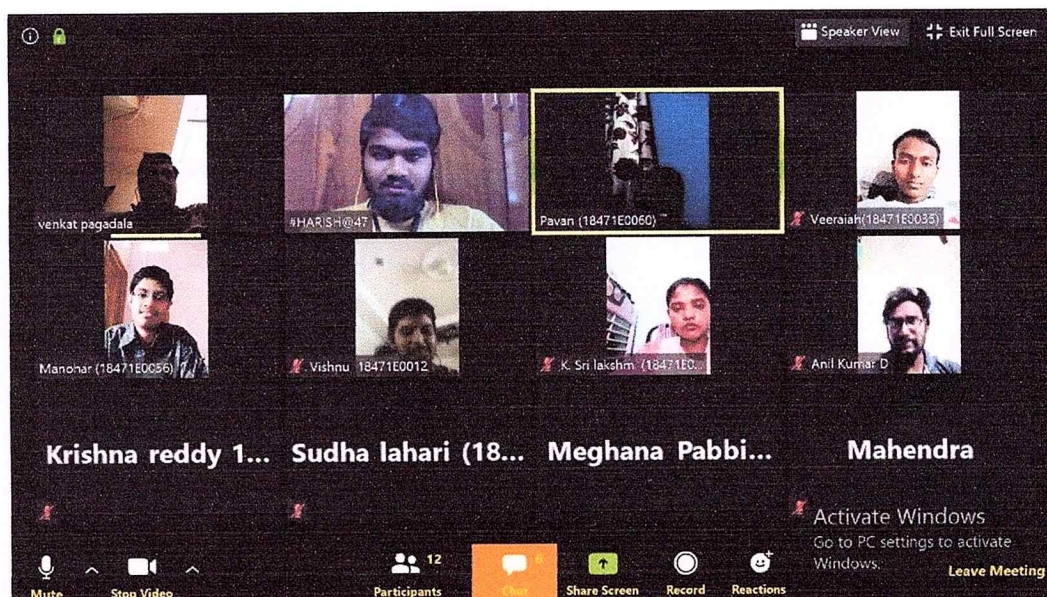 Speaker View
Exit Full Screen
venkat pagadala
#HARISH@47
Pavan (18471E0060)
Veeraiah(18471E0035)
Manohar (18471E0056)
Vishnu 18471E0012
K. Sri lakshmi (18471E0...
Anil Kumar D
Krishna reddy 1...
Sudha lahari (18...
Meghana Pabbi...
Mahendra
Activate Windows
Go to PC settings to activate
Windows.
Mute
Stop Video
Participants
12
Chat
6
Share Screen
Record
Reactions
Leave Meeting